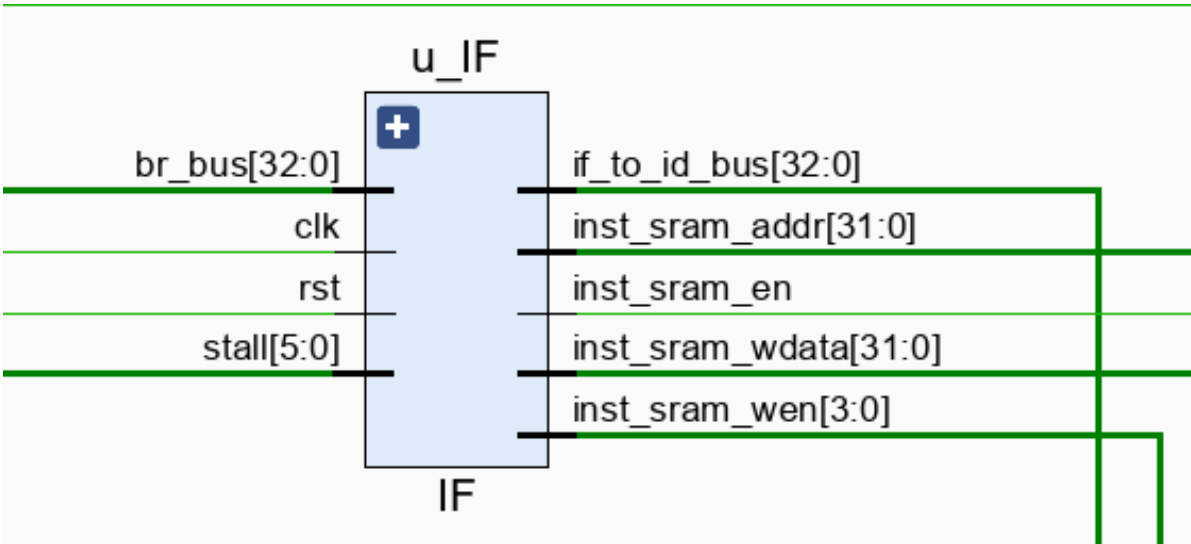 u_IF
br_bus[32:0]
if_to_id_bus[32:0]
clk
inst_sram_addr[31:0]
rst
inst_sram_en
stall[5:0]
inst_sram_wdata[31:0]
inst_sram_wen[3:0]
IF